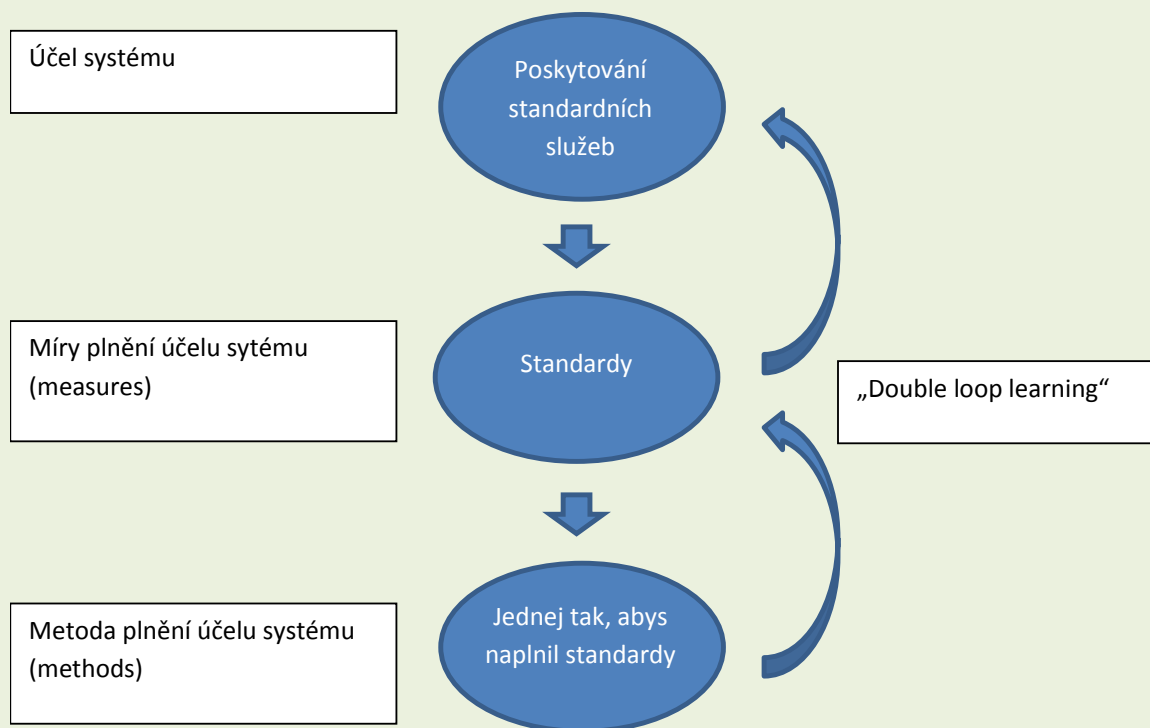 Účel systému
Poskytování
standardních
služeb
Míry plnění účelu sytému
(measures)
Standardy
„Double loop learning“
Metoda plnění účelu systému
(methods)
Jednej tak, abys
naplnil standardy